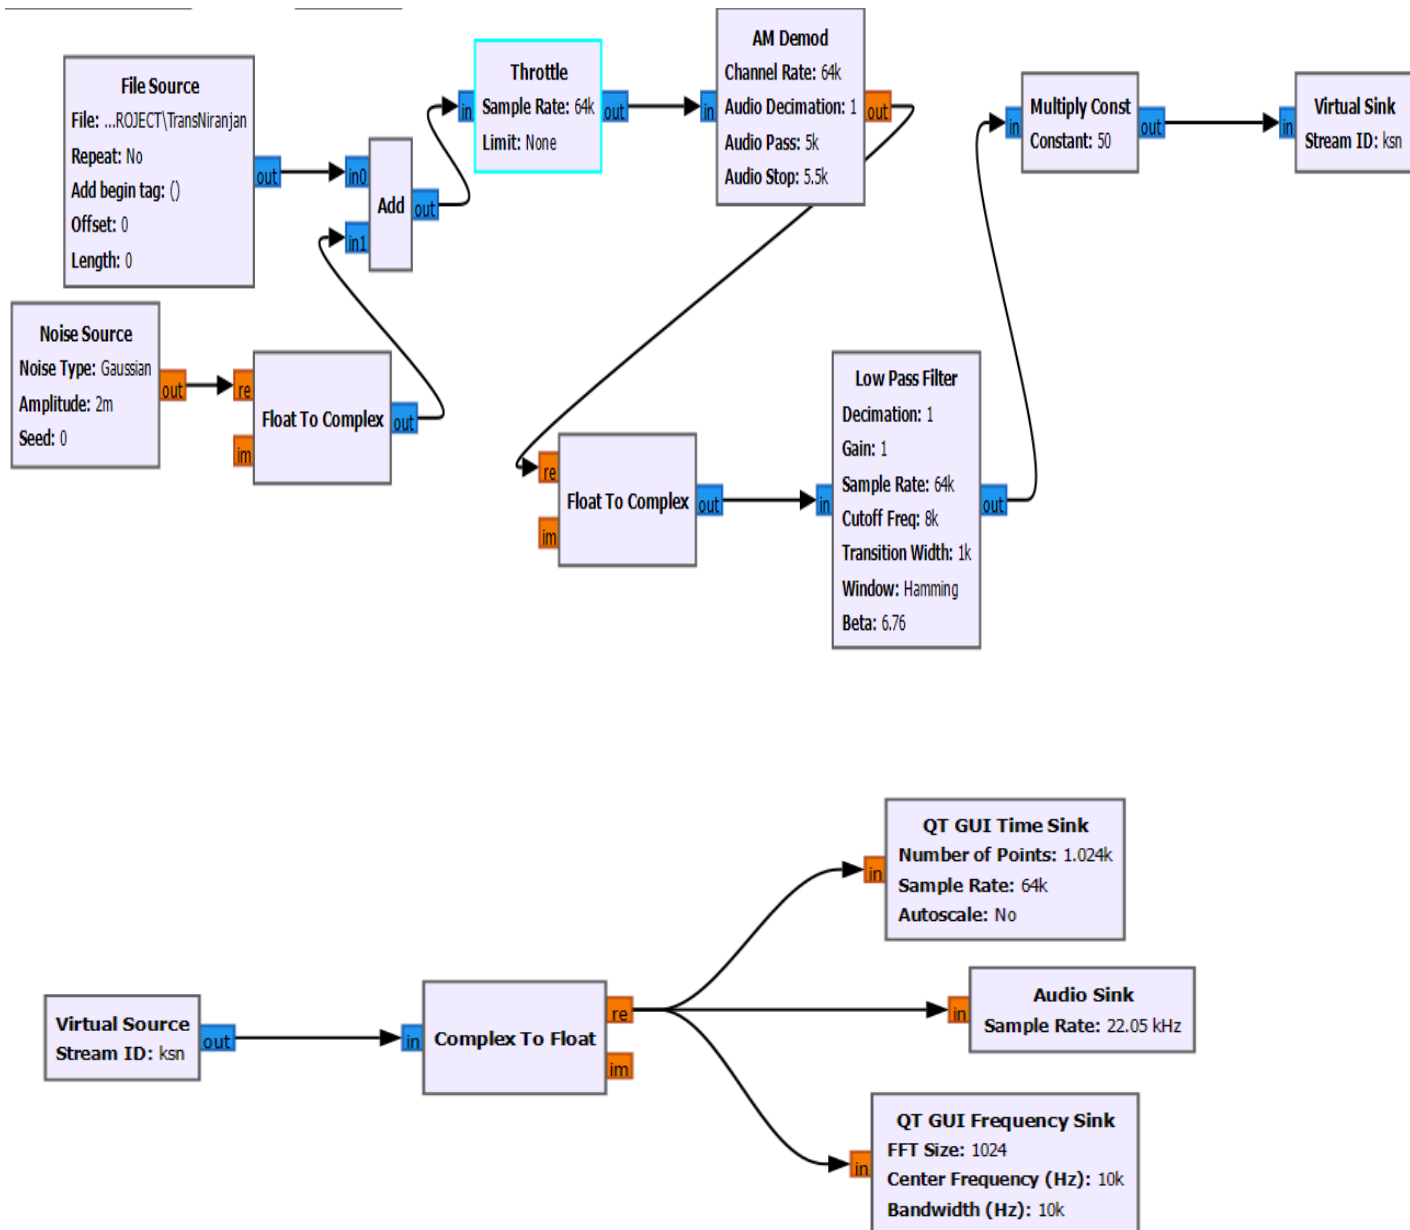 File Source
File: ...ROJECT\TransNiranjan
Repeat: No
Add begin tag: ()
Offset: 0
Length: 0
out
Noise Source
Noise Type: Gaussian
Amplitude: 2m
Seed: 0
out
re
im
Float To Complex
out
in0
in1
Add
out
in
Throttle
Sample Rate: 64k
Limit: None
out
in
AM Demod
Channel Rate: 64k
Audio Decimation: 1
Audio Pass: 5k
Audio Stop: 5.5k
out
re
im
Float To Complex
out
in
Low Pass Filter
Decimation: 1
Gain: 1
Sample Rate: 64k
Cutoff Freq: 8k
Transition Width: 1k
Window: Hamming
Beta: 6.76
out
in
Multiply Const
Constant: 50
out
in
Virtual Sink
Stream ID: ksn
Virtual Source
Stream ID: ksn
out
in
Complex To Float
re
im
in
QT GUI Time Sink
Number of Points: 1.024k
Sample Rate: 64k
Autoscale: No
in
Audio Sink
Sample Rate: 22.05 kHz
in
QT GUI Frequency Sink
FFT Size: 1024
Center Frequency (Hz): 10k
Bandwidth (Hz): 10k